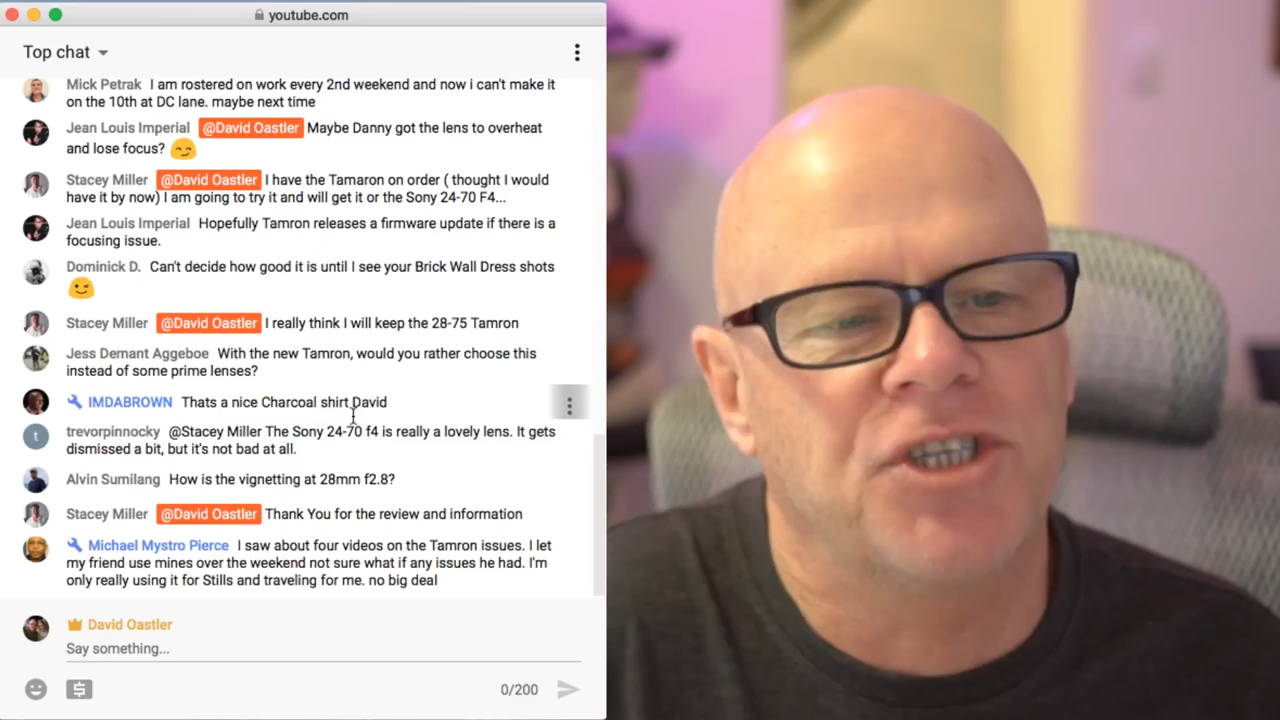 youtube.com
Top chat
Mick Petrak I am rostered on work every 2nd weekend and now i can't make it
on the 10th at DC lane. maybe next time
Jean Louis Imperial @David Oastler Maybe Danny got the lens to overheat
and lose focus?
Stacey Miller @David Oastler I have the Tamaron on order ( thought I would
have it by now) I am going to try it and will get it or the Sony 24-70 F4...
Jean Louis Imperial Hopefully Tamron releases a firmware update if there is a
focusing issue.
Dominick D. Can't decide how good it is until I see your Brick Wall Dress shots
Stacey Miller @David Oastler I really think I will keep the 28-75 Tamron
Jess Demant Aggeboe With the new Tamron, would you rather choose this
instead of some prime lenses?
IMDABROWN Thats a nice Charcoal shirt David
t
trevorpinnocky @Stacey Miller The Sony 24-70 f4 is really a lovely lens. It gets
dismissed a bit, but it's not bad at all.
Alvin Sumilang How is the vignetting at 28mm f2.8?
Stacey Miller @David Oastler Thank You for the review and information
Michael Mystro Pierce I saw about four videos on the Tamron issues. I let
my friend use mines over the weekend not sure what if any issues he had. I'm
only really using it for Stills and traveling for me. no big deal
David Oastler
Say something...
$
0/200